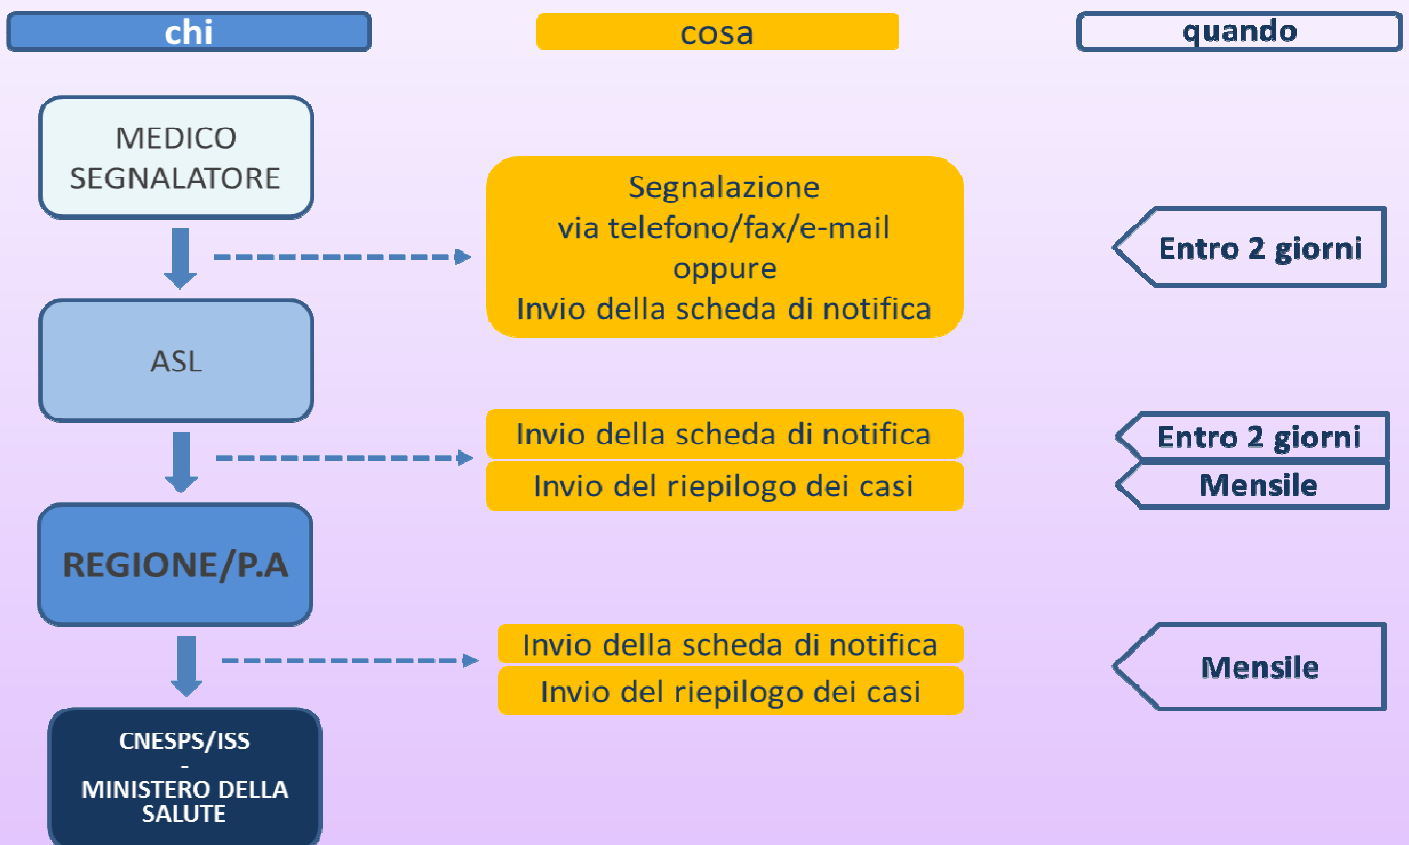 chi
cosa
quando
MEDICO
SEGNALATORE
Segnalazione
via telefono/fax/e-mail
oppure
Invio della scheda di notifica
Entro 2 giorni
ASL
Invio della scheda di notifica
Entro 2 giorni
Invio del riepilogo dei casi
Mensile
REGIONE/P.A
Invio della scheda di notifica
Invio del riepilogo dei casi
Mensile
CNESPS/ISS
-
MINISTERO DELLA
SALUTE